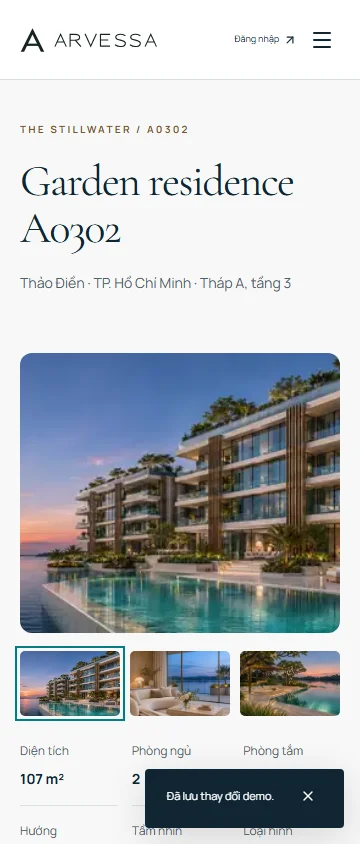 ARVESSA
Đăng nhập
THE STILLWATER / A0302
Garden residence
A0302
Thảo Điền · TP. Hồ Chí Minh · Tháp A, tầng 3
Diện tích
Phòng ngủ
Phòng tắm
107 m²
2
Đã lưu thay đổi demo.
Hướng
Tầm nhìn
Loại hình